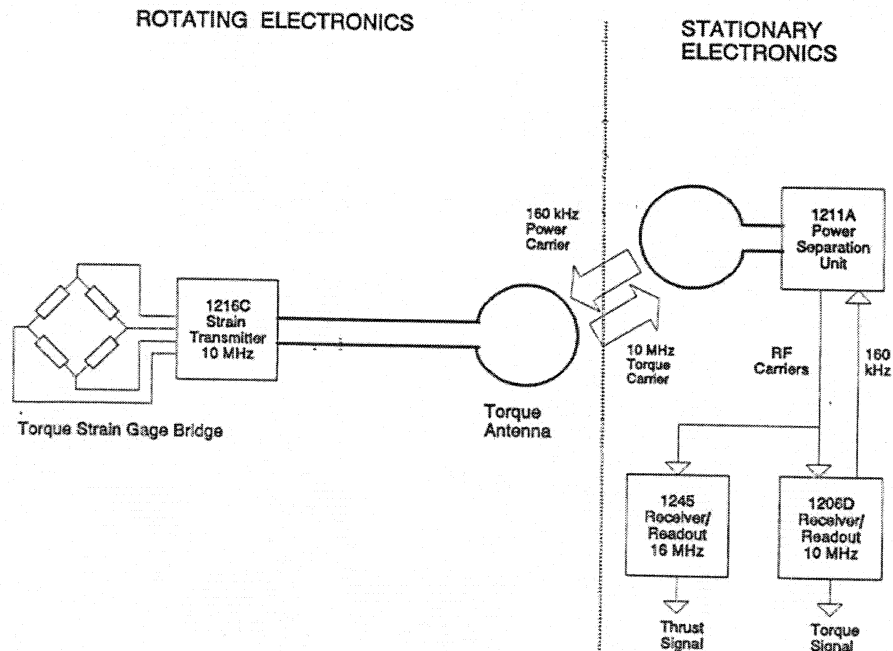 ROTATING ELECTRONICS
STATIONARY
ELECTRONICS
160 kHz
Power
Carrier
1211A
Power
Separation
Unit
1216C
Strain
Transmitter
10 MHz
10 MHz
Torque
Carrier
RF
Carriers
160
kHz
Torque Strain Gage Bridge
Torque
Antenna
1245
Receiver/
Readout
16 MHz
1206D
Receiver/
Readout
10 MHz
Thrust
Signal
Torque
Signal